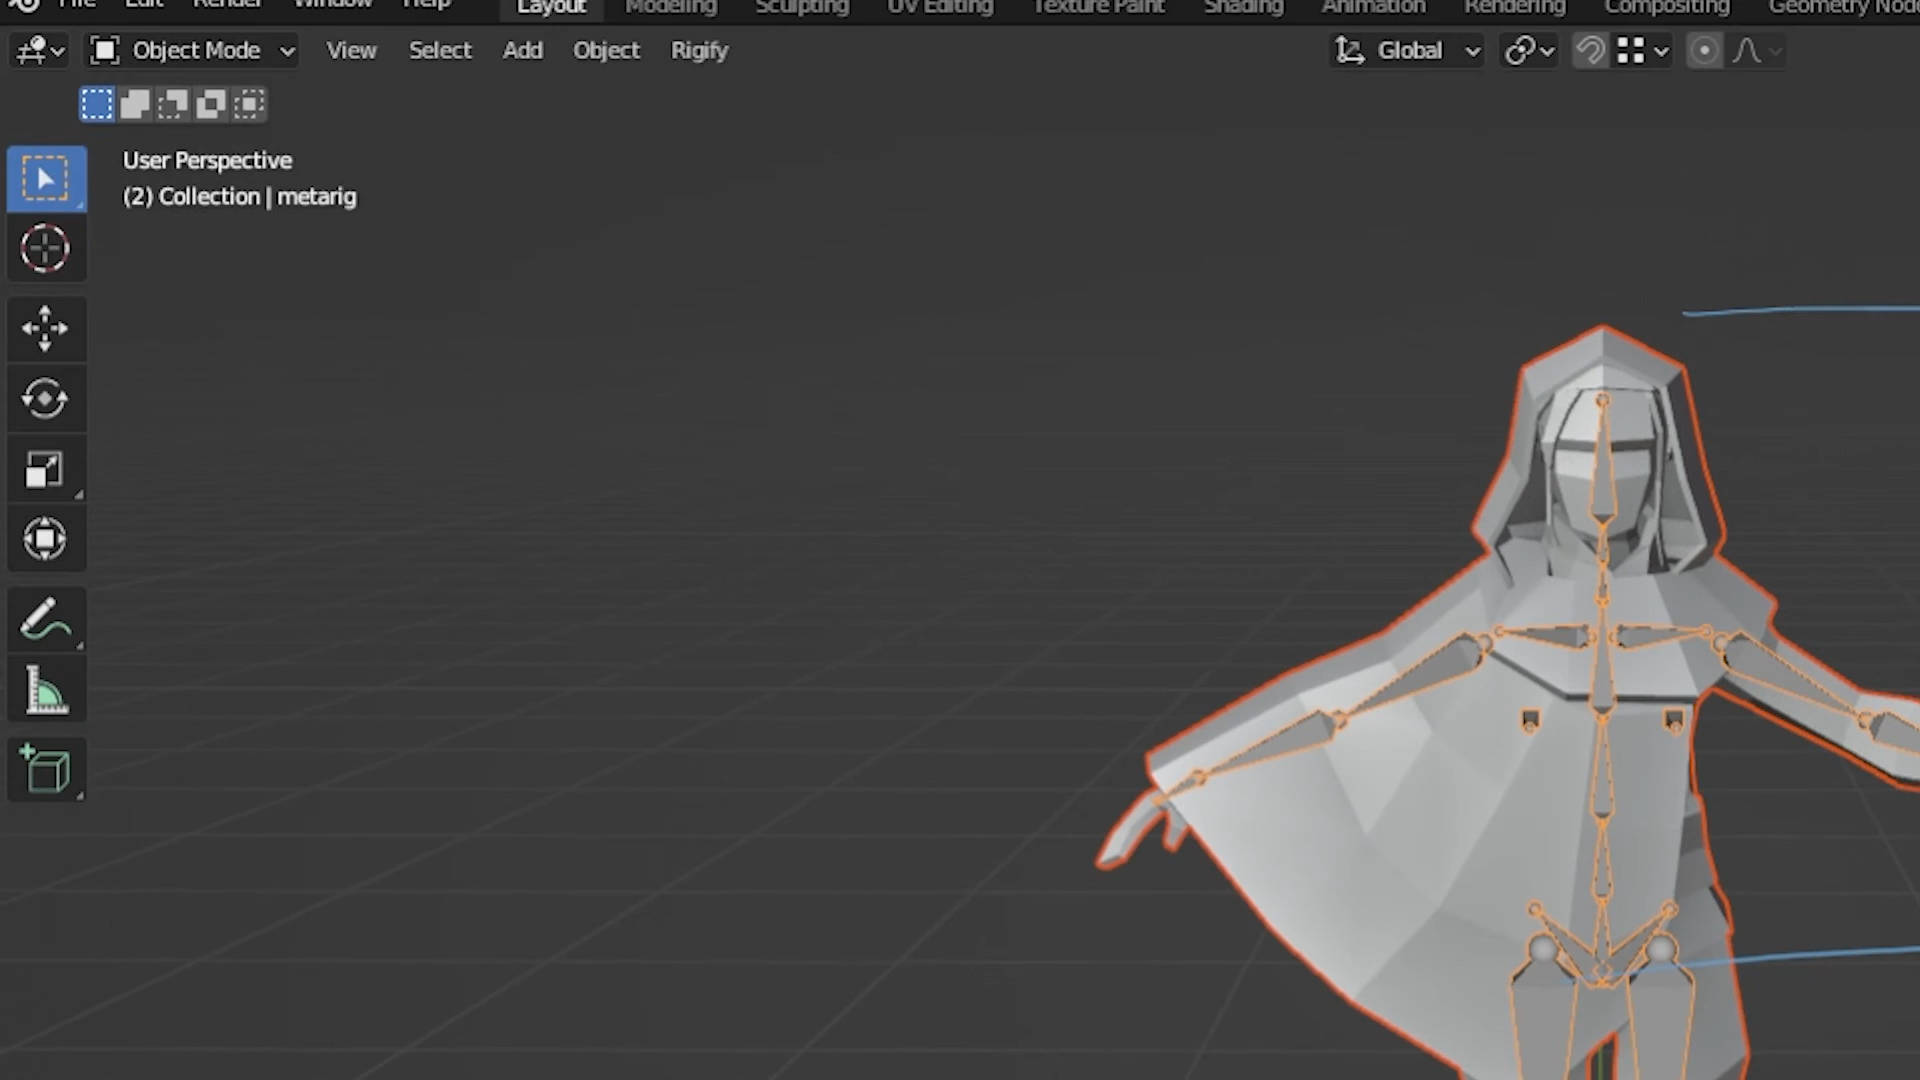 File Edit Render Window Help Layout Modeling Sculpting UV Editing Texture Paint Shading Animation Rendering Compositing Geometry Node
Object Mode View Select Add Object Rigify Global
User Perspective
(2) Collection | metarig